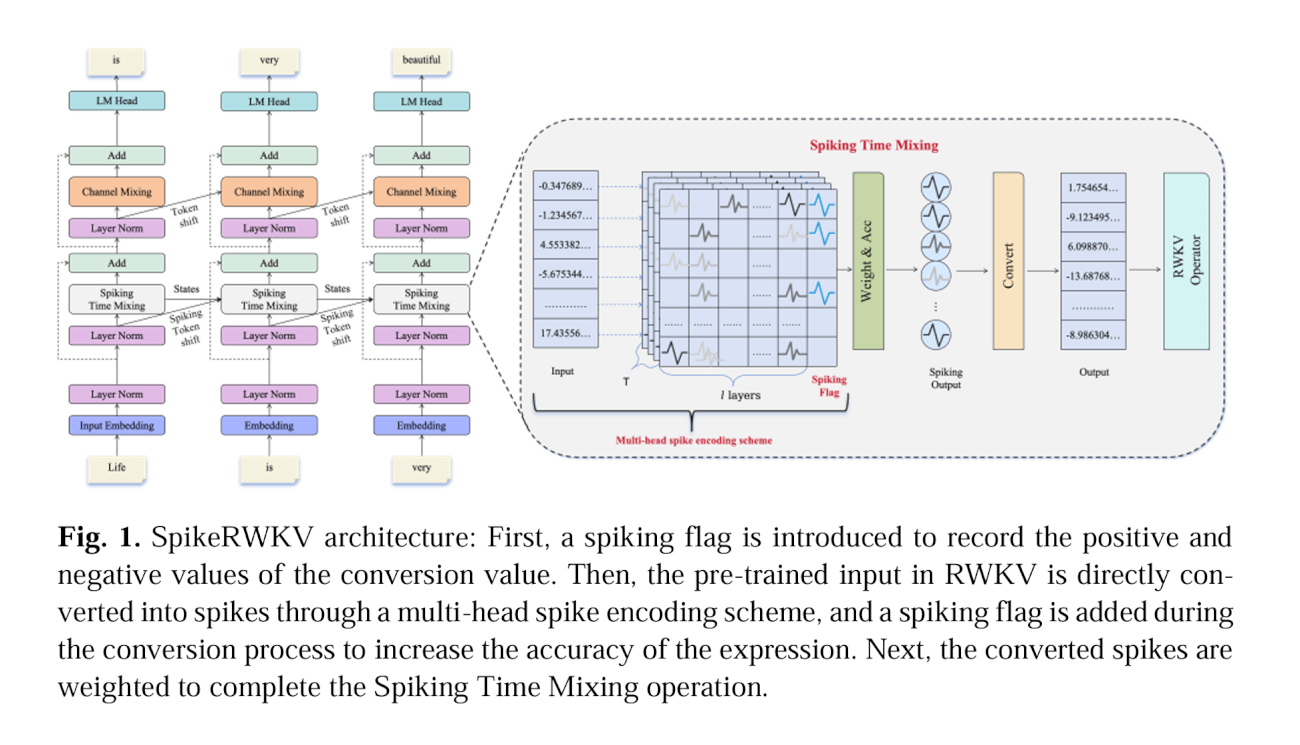 is
very
beautiful
LM Head
LM Head
LM Head
Add
Add
Add
Channel Mixing
Channel Mixing
Channel Mixing
Token
shift
Token
shift
Layer Norm
Layer Norm
Layer Norm
Add
Add
Add
Spiking
Time Mixing
States
Spiking
Time Mixing
States
Spiking
Time Mixing
Spiking
Token
shift
Spiking
Token
shift
Layer Norm
Layer Norm
Layer Norm
Layer Norm
Layer Norm
Layer Norm
Input Embedding
Embedding
Embedding
Life
is
very
Spiking Time Mixing
-0.347689...
-1.234567...
4.553382...
-5.675344...
............
17.43556...
Input
......
......
......
......
......
......
......
......
......
......
T
l layers
Spiking
Flag
Multi-head spike encoding scheme
Weight & Acc
Spiking
Output
Convert
1.754654...
-9.123495...
6.098870...
-13.68768...
............
-8.986304...
Output
RWKV
Operator
Fig. 1. SpikeRWKV architecture: First, a spiking flag is introduced to record the positive and
negative values of the conversion value. Then, the pre-trained input in RWKV is directly con-
verted into spikes through a multi-head spike encoding scheme, and a spiking flag is added during
the conversion process to increase the accuracy of the expression. Next, the converted spikes are
weighted to complete the Spiking Time Mixing operation.